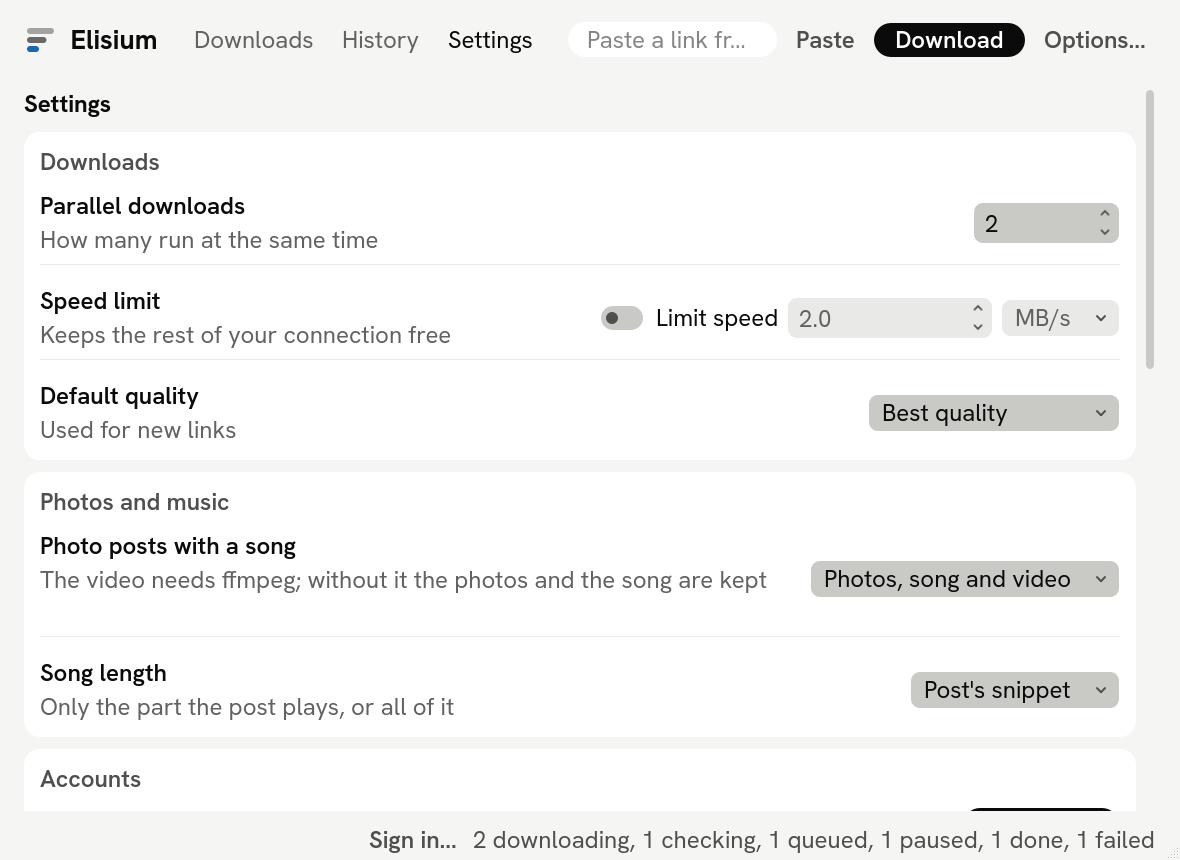 Elisium Downloads History Settings Paste a link fr... Paste Download Options...
Settings
Downloads
Parallel downloads
How many run at the same time
2
Speed limit
Keeps the rest of your connection free
Limit speed 2.0 MB/s
Default quality
Used for new links
Best quality
Photos and music
Photo posts with a song
The video needs ffmpeg; without it the photos and the song are kept
Photos, song and video
Song length
Only the part the post plays, or all of it
Post's snippet
Accounts
Sign in... 2 downloading, 1 checking, 1 queued, 1 paused, 1 done, 1 failed